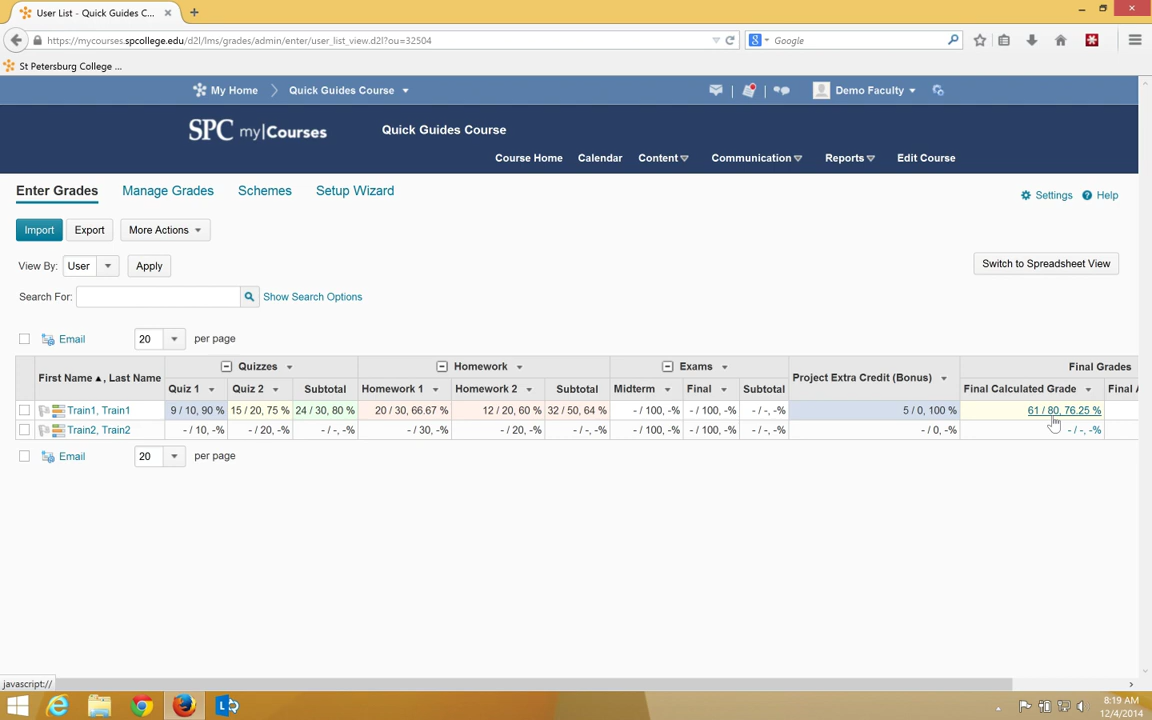 User List - Quick Guides C...
https://mycourses.spcollege.edu/d2l/lms/grades/admin/enter/user_list_view.d2l?ou=32504
Google
St Petersburg College ...
My Home
Quick Guides Course
Demo Faculty
SPC my|Courses
Quick Guides Course
Course Home
Calendar
Content
Communication
Reports
Edit Course
Enter Grades
Manage Grades
Schemes
Setup Wizard
Settings
Help
Import
Export
More Actions
View By: User
Apply
Switch to Spreadsheet View
Search For:
Show Search Options
Email
20 per page
Quizzes Homework Exams Final Grades
First Name, Last Name Project Extra Credit (Bonus)
Quiz 1 Quiz 2 Subtotal Homework 1 Homework 2 Subtotal Midterm Final Subtotal Final Calculated Grade Final A
Train1, Train1 9 / 10, 90 % 15 / 20, 75 % 24 / 30, 80 % 20 / 30, 66.67 % 12 / 20, 60 % 32 / 50, 64 % - / 100, -% - / 100, -% - / -, -% 5 / 0, 100 % 61 / 80, 76.25 %
Train2, Train2 - / 10, -% - / 20, -% - / -, -% - / 30, -% - / 20, -% - / -, -% - / 100, -% - / 100, -% - / -, -% - / 0, -% - / -, -%
Email
20 per page
javascript://
8:19 AM
12/4/2014